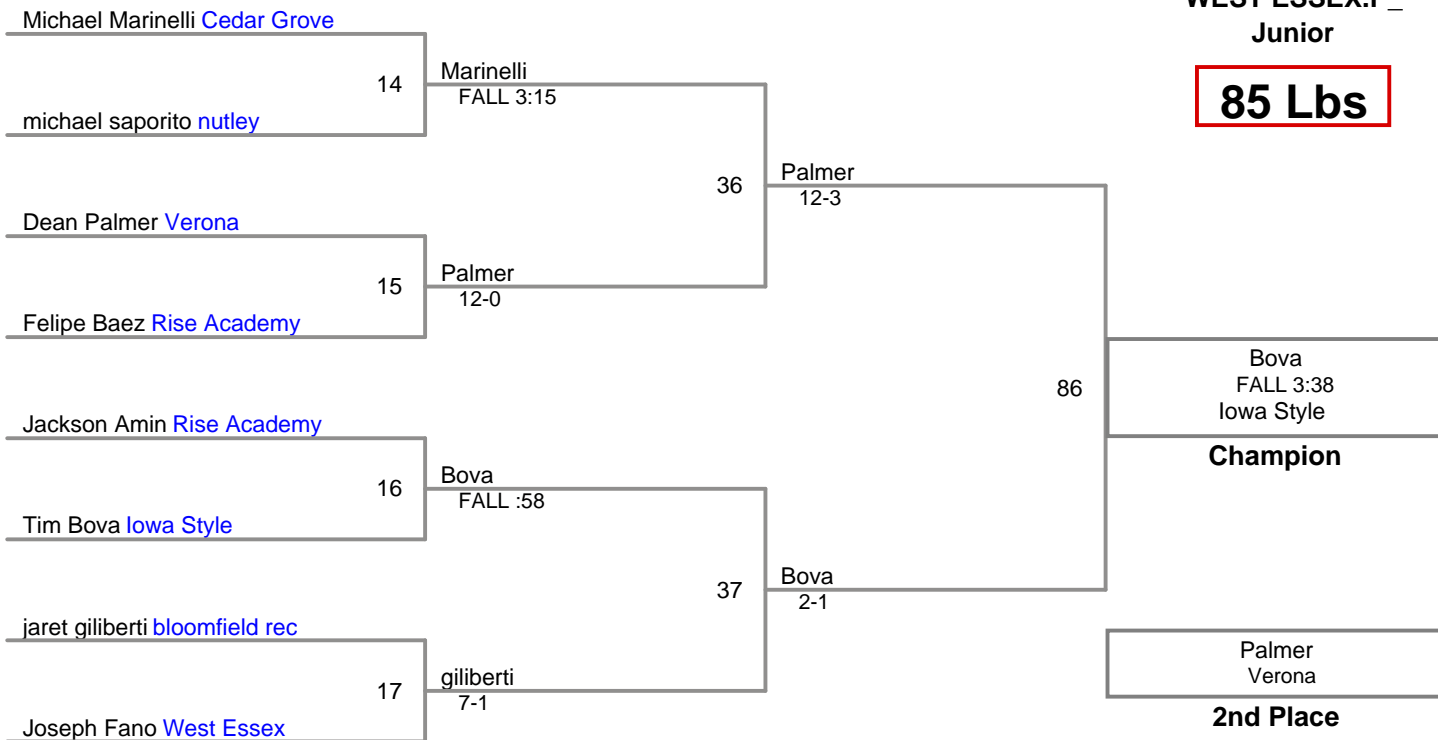 WEST ESSEX.F_
Junior
85 Lbs
Michael Marinelli Cedar Grove
14
Marinelli
FALL 3:15
michael saporito nutley
36
Palmer
12-3
Dean Palmer Verona
15
Palmer
12-0
Felipe Baez Rise Academy
86
Bova
FALL 3:38
Iowa Style
Champion
Jackson Amin Rise Academy
16
Bova
FALL :58
Tim Bova Iowa Style
37
Bova
2-1
jaret giliberti bloomfield rec
17
giliberti
7-1
Joseph Fano West Essex
Palmer
Verona
2nd Place